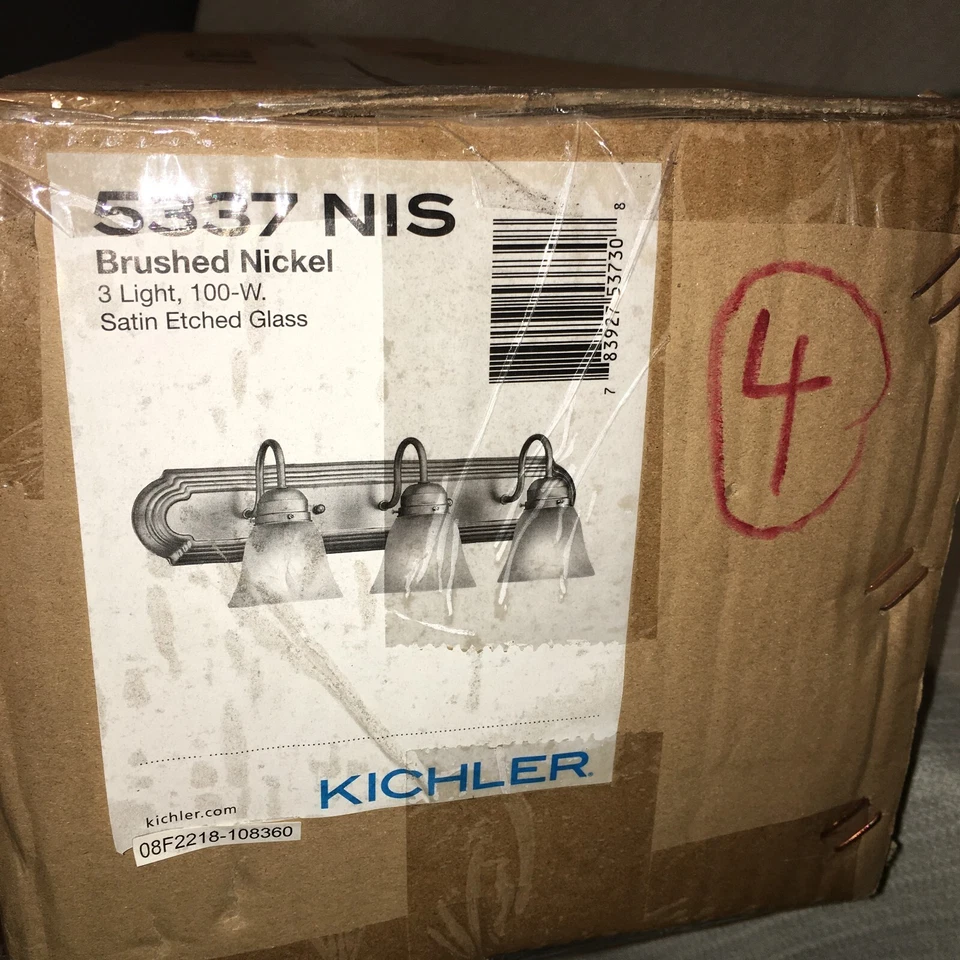 5337 NIS
Brushed Nickel
3 Light, 100-W.
Satin Etched Glass
7 83927 53730 8
4
KICHLER®
kichler.com
08F2218-108360